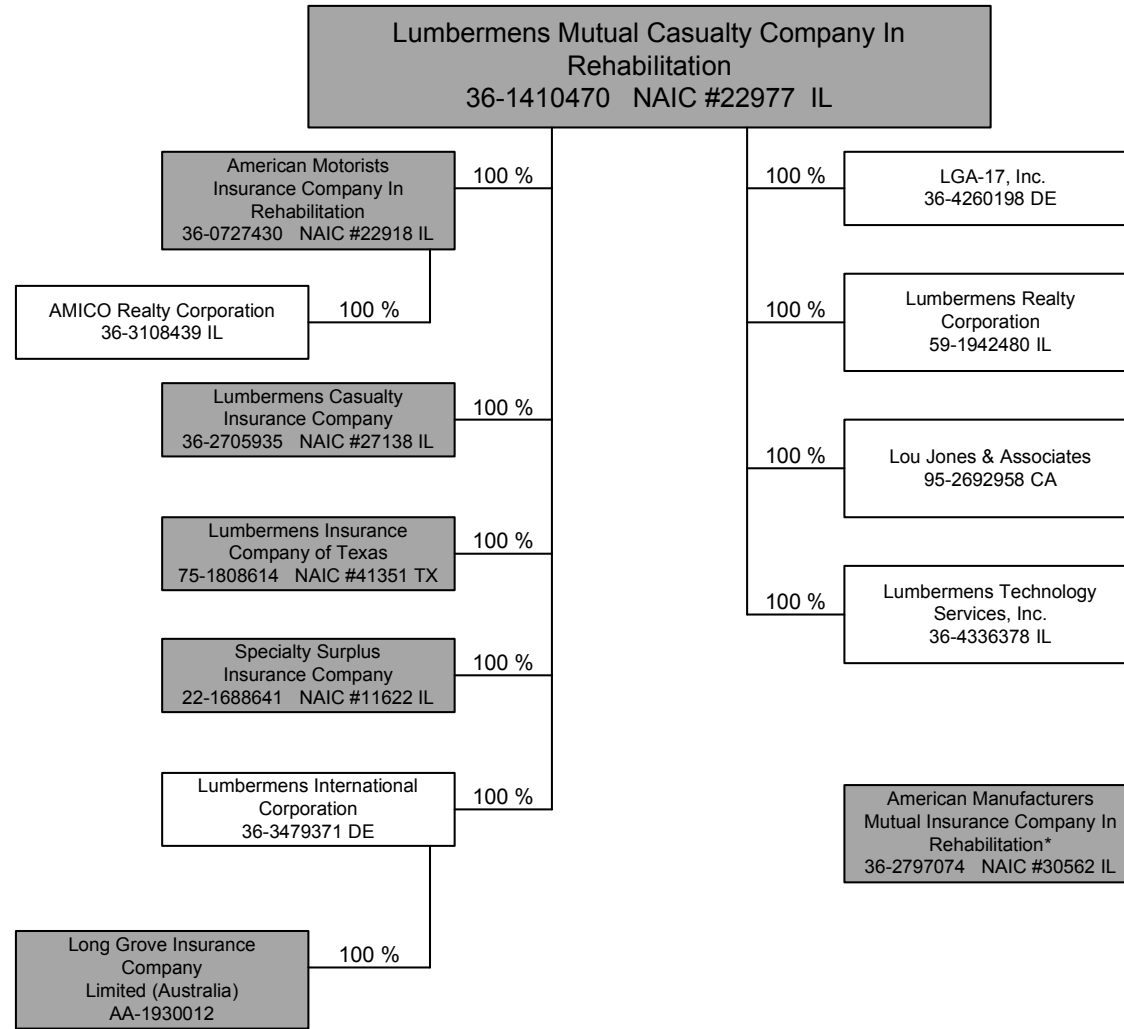 Lumbermens Mutual Casualty Company In
Rehabilitation
36-1410470 NAIC #22977 IL
American Motorists
Insurance Company In
Rehabilitation
36-0727430 NAIC #22918 IL
100 %
AMICO Realty Corporation
36-3108439 IL
100 %
Lumbermens Casualty
Insurance Company
36-2705935 NAIC #27138 IL
100 %
Lumbermens Insurance
Company of Texas
75-1808614 NAIC #41351 TX
100 %
Specialty Surplus
Insurance Company
22-1688641 NAIC #11622 IL
100 %
Lumbermens International
Corporation
36-3479371 DE
100 %
Long Grove Insurance
Company
Limited (Australia)
AA-1930012
100 %
100 %
LGA-17, Inc.
36-4260198 DE
100 %
Lumbermens Realty
Corporation
59-1942480 IL
100 %
Lou Jones & Associates
95-2692958 CA
100 %
Lumbermens Technology
Services, Inc.
36-4336378 IL
American Manufacturers
Mutual Insurance Company In
Rehabilitation*
36-2797074 NAIC #30562 IL